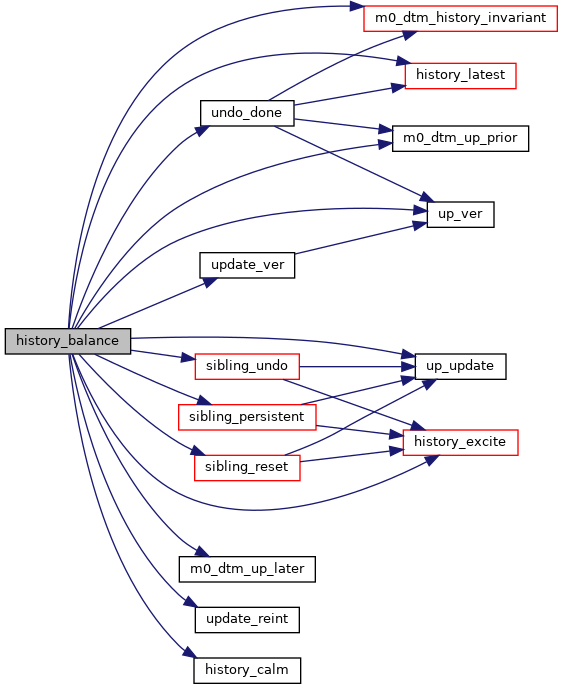 m0_dtm_history_invariant
history_latest
undo_done
m0_dtm_up_prior
up_ver
update_ver
history_balance
sibling_undo
up_update
sibling_persistent
history_excite
sibling_reset
m0_dtm_up_later
update_reint
history_calm